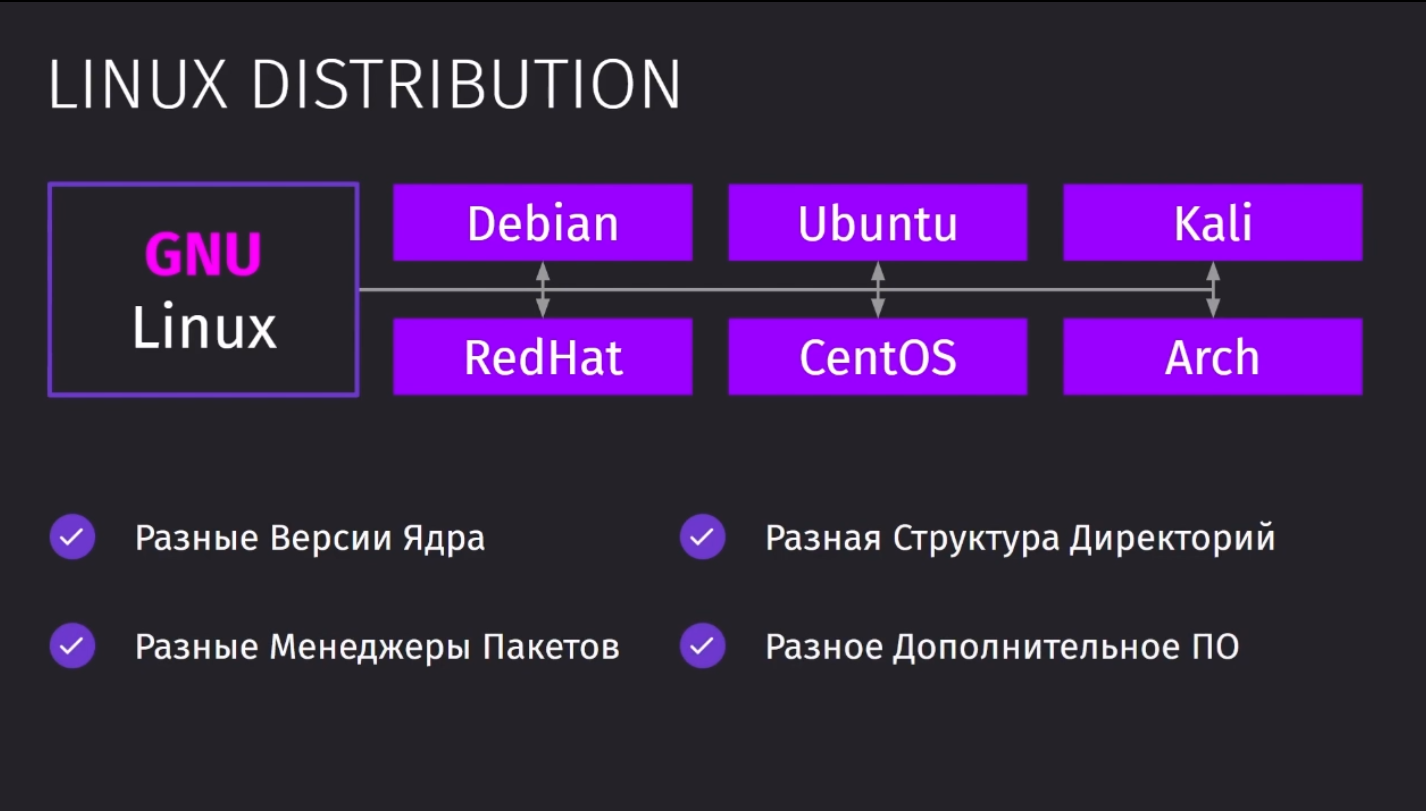 LINUX DISTRIBUTION
GNU
Linux
Debian
Ubuntu
Kali
RedHat
CentOS
Arch
Разные Версии Ядра
Разная Структура Директорий
Разные Менеджеры Пакетов
Разное Дополнительное ПО